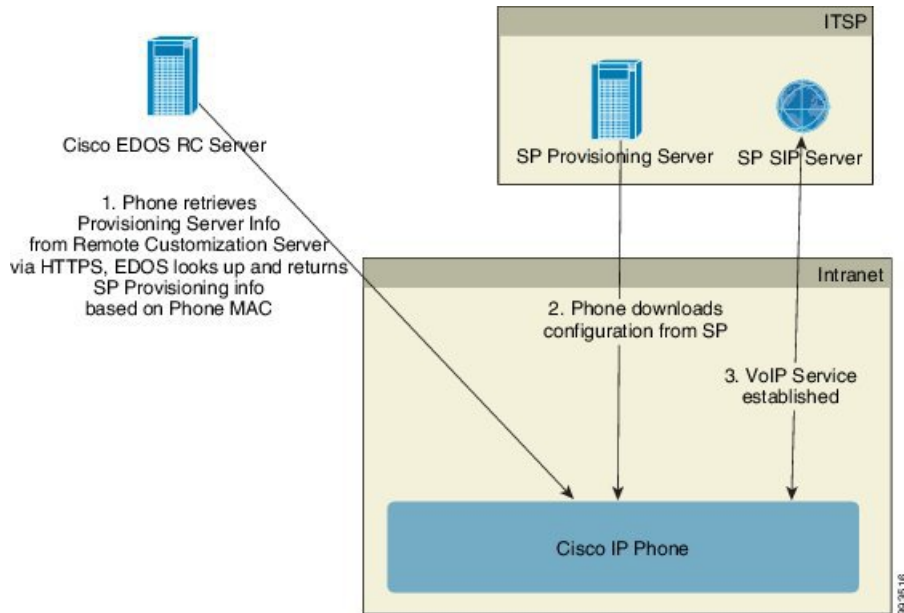 ITSP
Cisco EDOS RC Server
SP Provisioning Server
SP SIP Server
1. Phone retrieves
Provisioning Server Info
from Remote Customization Server
via HTTPS, EDOS looks up and returns
SP Provisioning info
based on Phone MAC
Intranet
2. Phone downloads
configuration from SP
3. VoIP Service
established
Cisco IP Phone